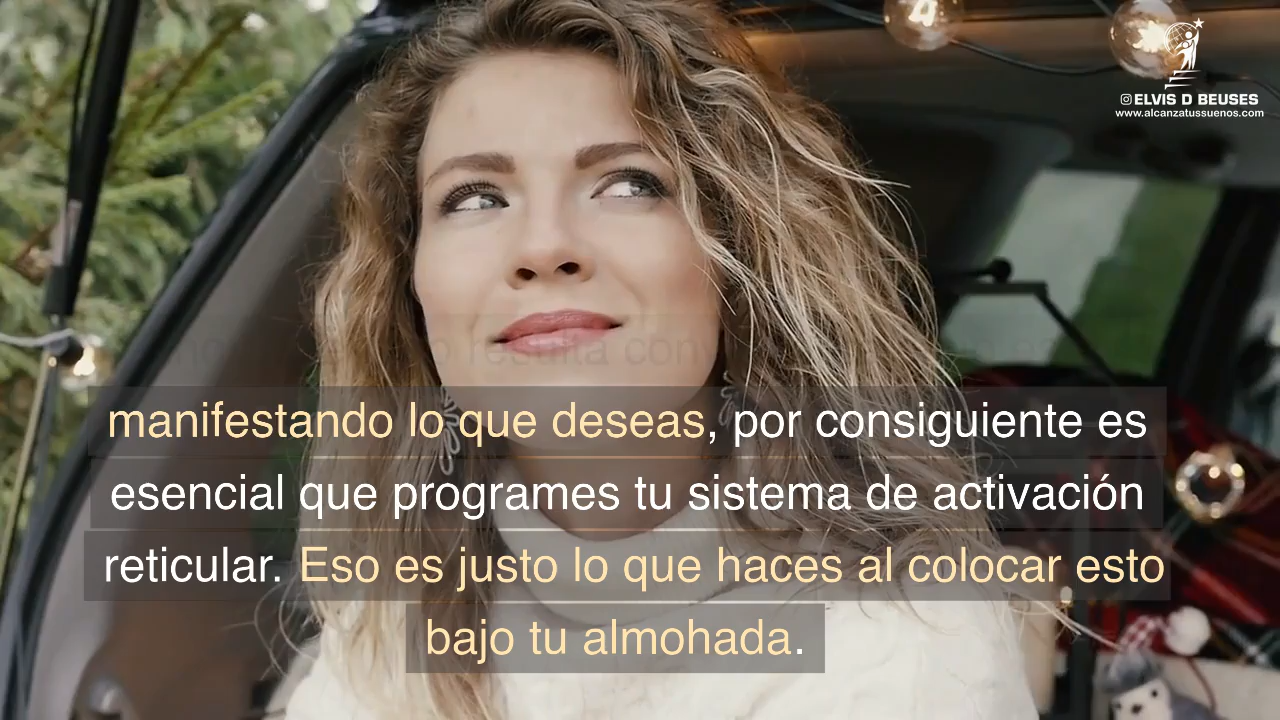 ELVIS D BEUSES
www.alcanzatussuenos.com
manifestando lo que deseas, por consiguiente es
esencial que programes tu sistema de activación
reticular. Eso es justo lo que haces al colocar esto
bajo tu almohada.